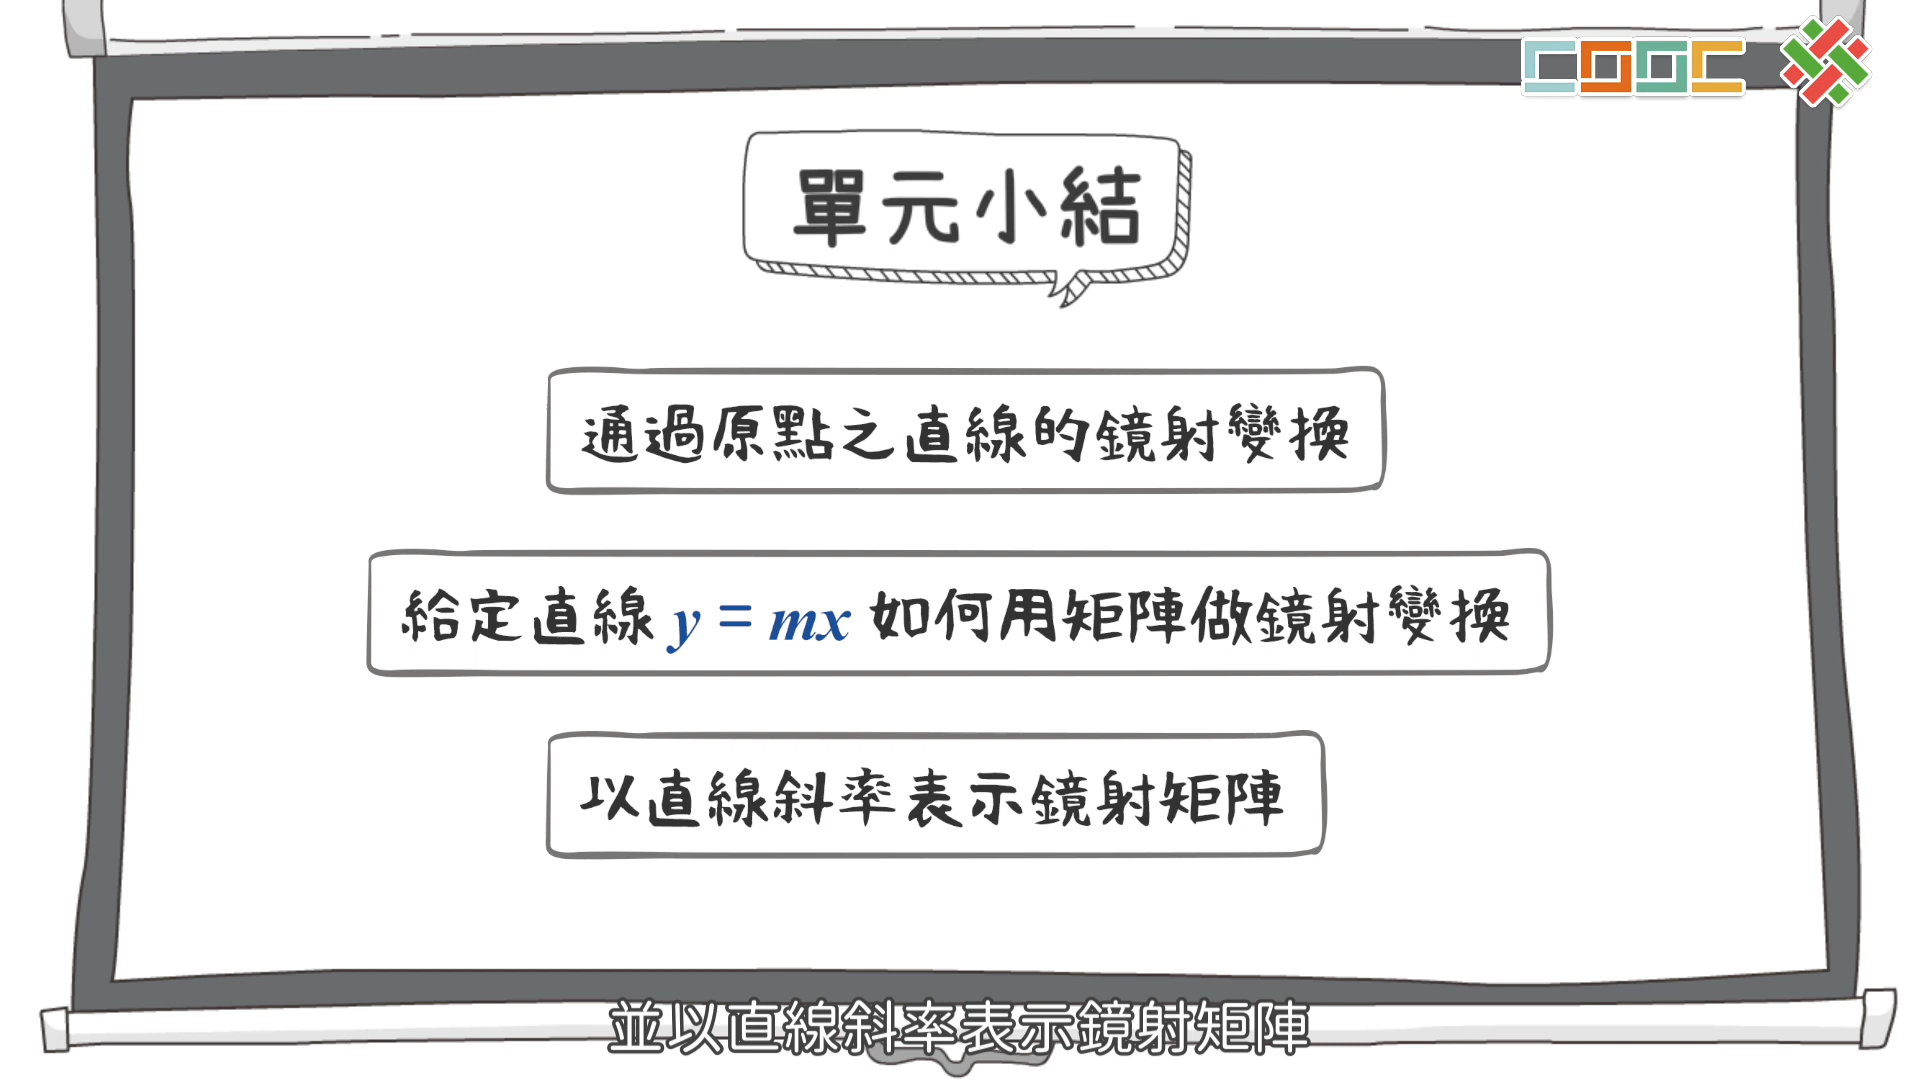 COOC
單元小結
通過原點之直線的鏡射變換
給定直線 y = mx 如何用矩陣做鏡射變換
以直線斜率表示鏡射矩陣
並以直線斜率表示鏡射矩陣